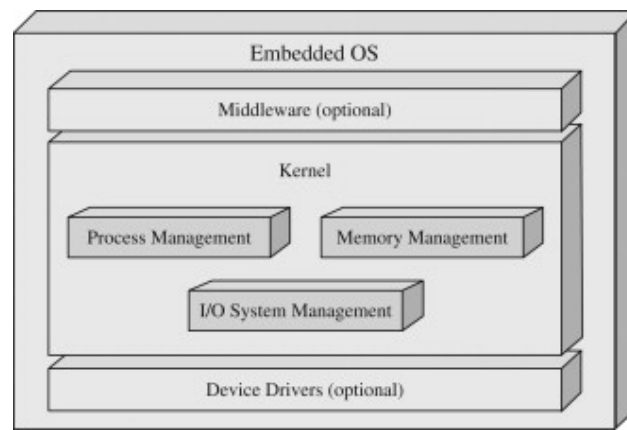 Embedded OS
Middleware (optional)
Kernel
Process Management
Memory Management
I/O System Management
Device Drivers (optional)